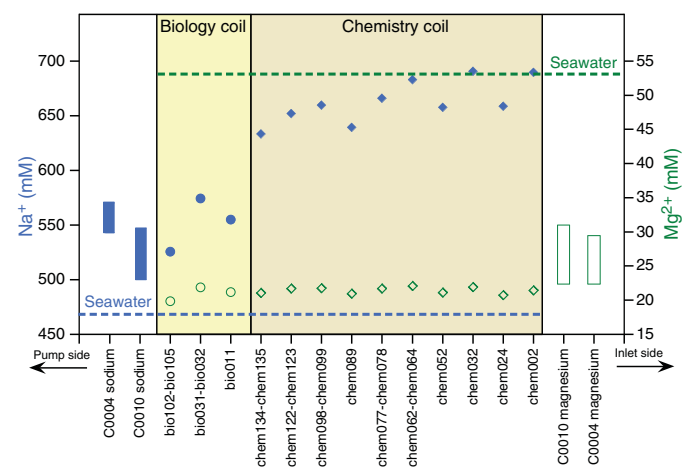 Biology coil
Chemistry coil
700
650
600
550
500
450
Na+ (mM)
55
50
45
40
35
30
25
20
15
Mg2+ (mM)
Seawater
Seawater
Pump side
Inlet side
C0004 sodium
C0010 sodium
bio102-bio105
bio031-bio032
bio011
chem134-chem135
chem122-chem123
chem098-chem099
chem089
chem077-chem078
chem062-chem064
chem052
chem032
chem024
chem002
C0010 magnesium
C0004 magnesium